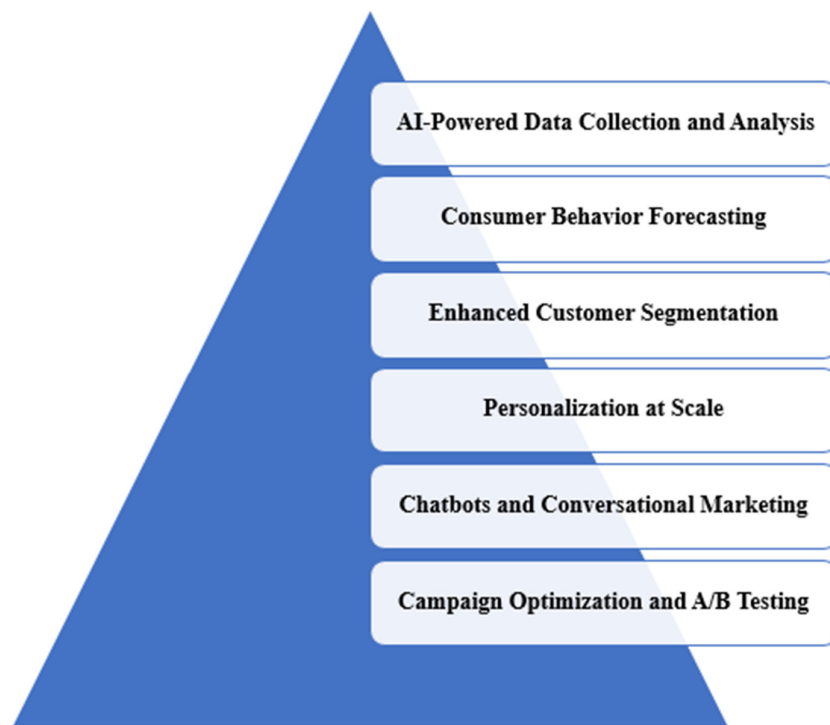 AI-Powered Data Collection and Analysis
Consumer Behavior Forecasting
Enhanced Customer Segmentation
Personalization at Scale
Chatbots and Conversational Marketing
Campaign Optimization and A/B Testing